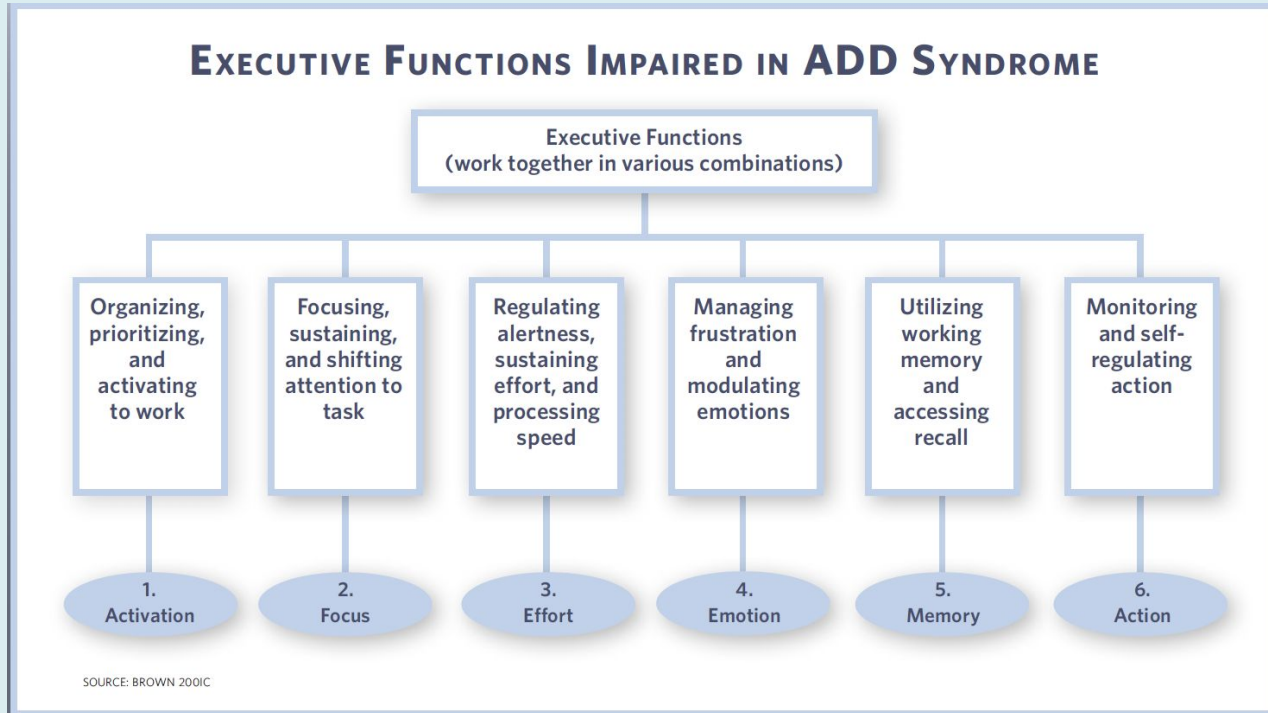 EXECUTIVE FUNCTIONS IMPAIRED IN ADD SYNDROME
Executive Functions
(work together in various combinations)
Organizing,
prioritizing,
and
activating
to work
Focusing,
sustaining,
and shifting
attention to
task
Regulating
alertness,
sustaining
effort, and
processing
speed
Managing
frustration
and
modulating
emotions
Utilizing
working
memory
and
accessing
recall
Monitoring
and self-
regulating
action
1.
Activation
2.
Focus
3.
Effort
4.
Emotion
5.
Memory
6.
Action
SOURCE: BROWN 200IC